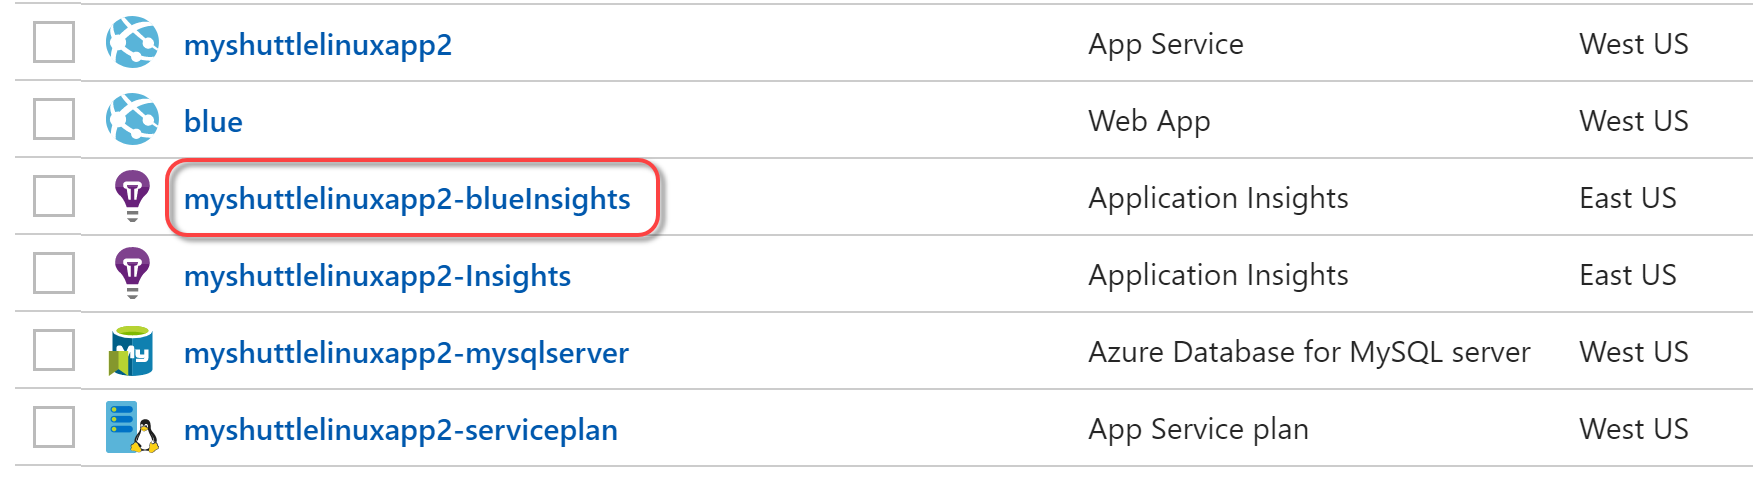 myshuttlelinuxapp2 App Service West US
blue Web App West US
myshuttlelinuxapp2-blueInsights Application Insights East US
myshuttlelinuxapp2-Insights Application Insights East US
My myshuttlelinuxapp2-mysqlserver Azure Database for MySQL server West US
myshuttlelinuxapp2-serviceplan App Service plan West US